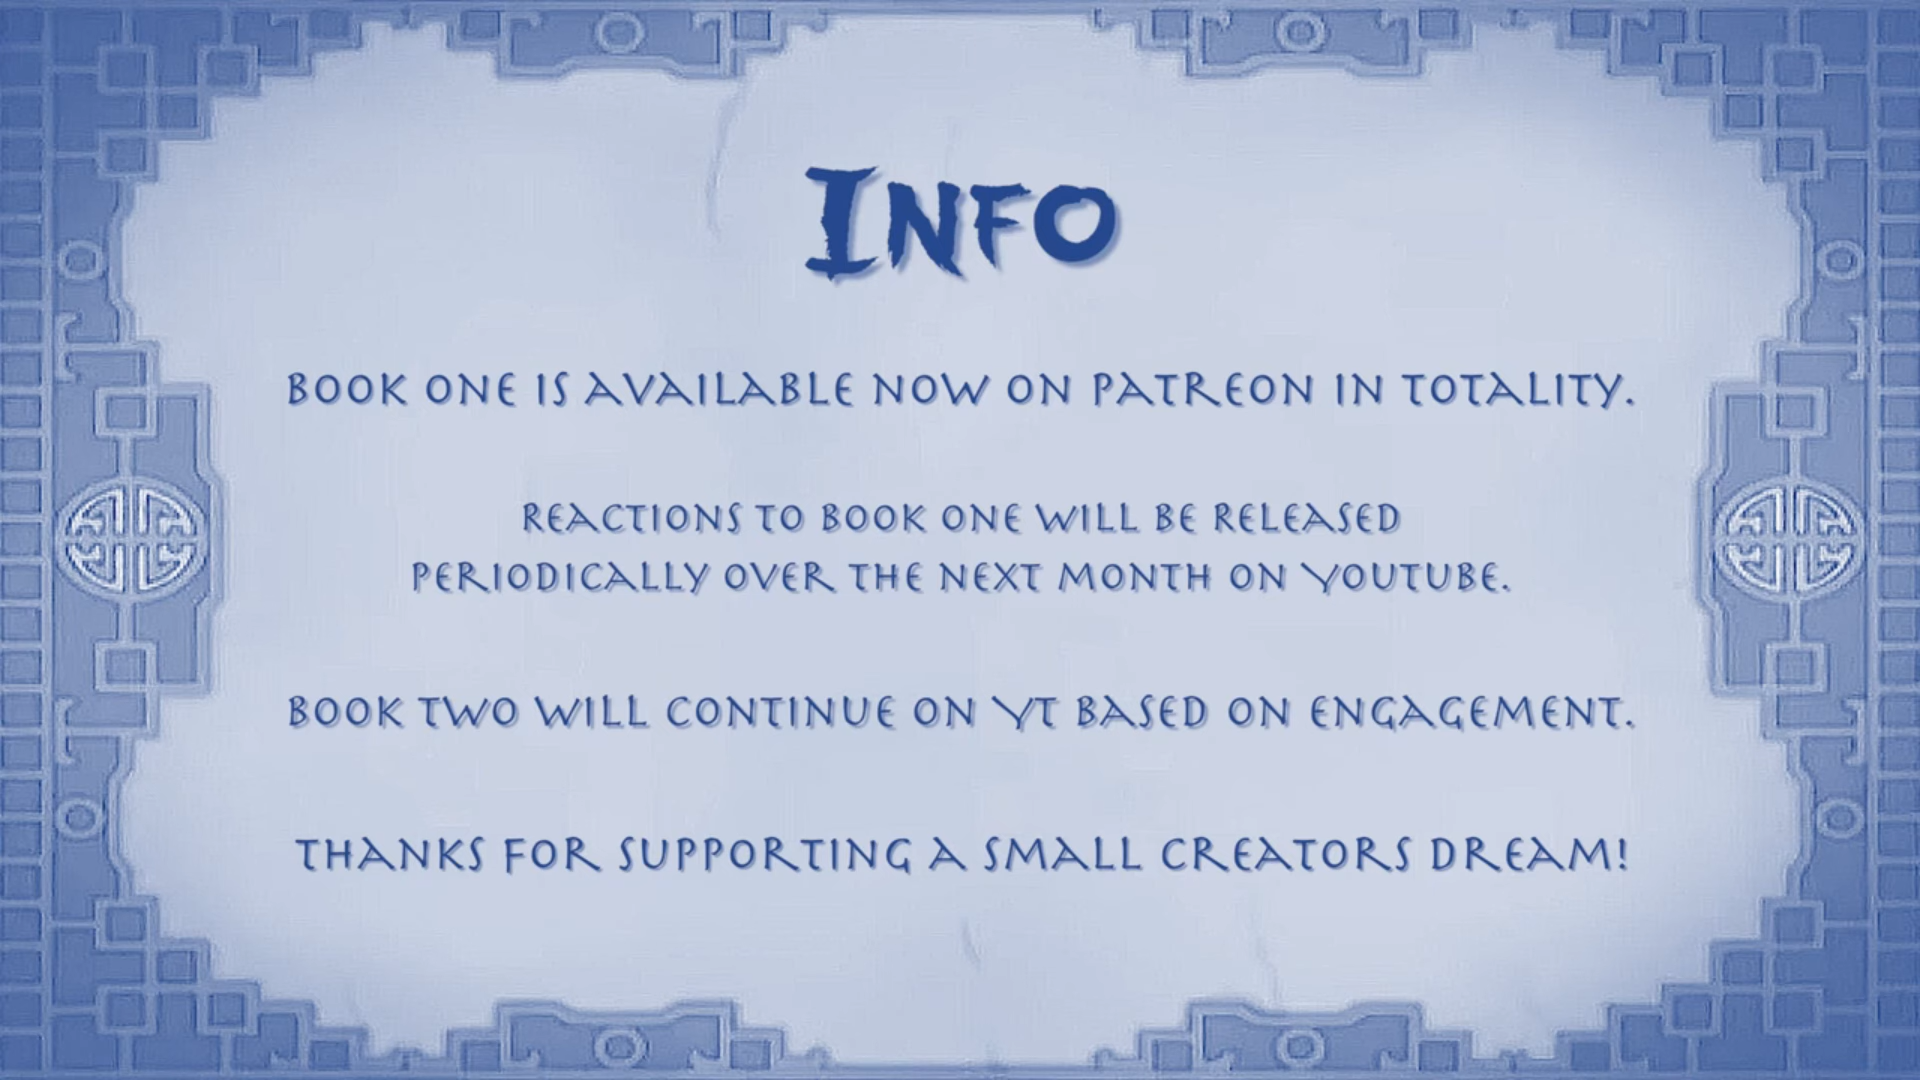 Info
Book One is available now on Patreon in totality.
Reactions to Book One will be released
periodically over the next month on YouTube.
Book Two will continue on YT based on engagement.
Thanks for supporting a small creators dream!